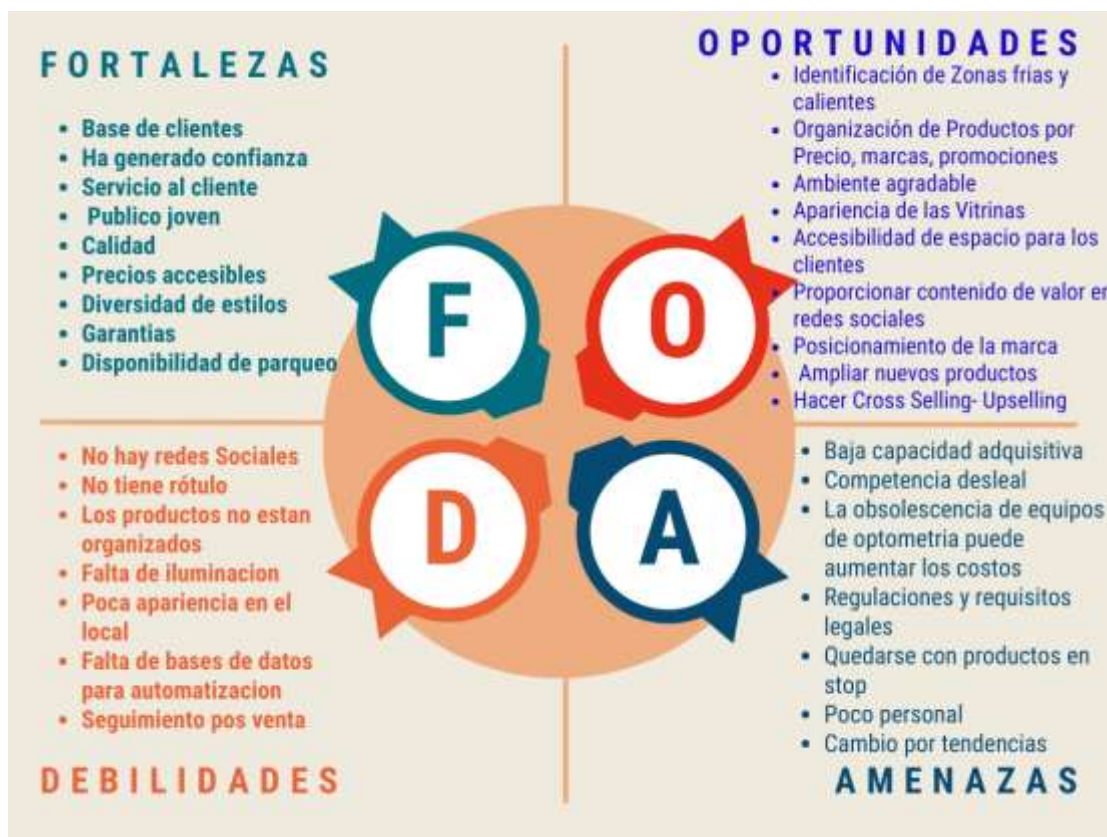 FORTALEZAS
• Base de clientes
• Ha generado confianza
• Servicio al cliente
• Publico joven
• Calidad
• Precios accesibles
• Diversidad de estilos
• Garantias
• Disponibilidad de parqueo
OPORTUNIDADES
• Identificación de Zonas frias y
calientes
• Organización de Productos por
Precio, marcas, promociones
• Ambiente agradable
• Apariencia de las Vitrinas
• Accesibilidad de espacio para los
clientes
• Proporcionar contenido de valor en
redes sociales
• Posicionamiento de la marca
• Ampliar nuevos productos
• Hacer Cross Selling- Upselling
F
O
D
A
• No hay redes Sociales
• No tiene rótulo
• Los productos no estan
organizados
• Falta de iluminacion
• Poca apariencia en el
local
• Falta de bases de datos
para automatizacion
• Seguimiento pos venta
DEBILIDADES
• Baja capacidad adquisitiva
• Competencia desleal
• La obsolescencia de equipos
de optometria puede
aumentar los costos
• Regulaciones y requisitos
legales
• Quedarse con productos en
stop
• Poco personal
• Cambio por tendencias
AMENAZAS